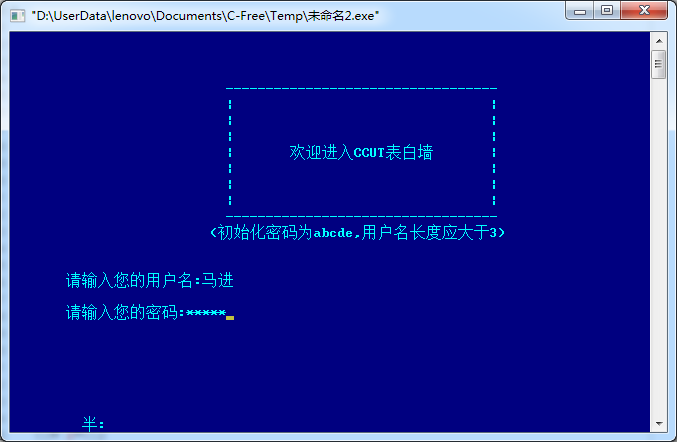 "D:\UserData\lenovo\Documents\C-Free\Temp\未命名2.exe"
欢迎进入CCUT表白墙
(初始化密码为abcde,用户名长度应大于3)
请输入您的用户名:马进
请输入您的密码:*****
半: